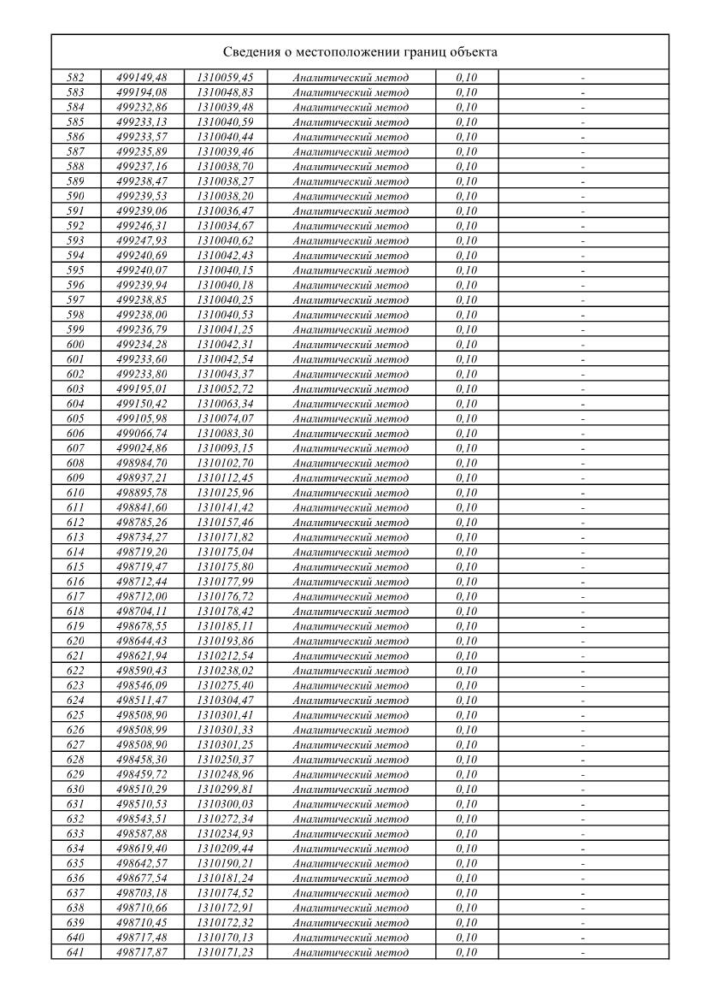 Сведения о местоположении границ объекта
582 499149,48 1310059,45 Аналитический метод 0,10 -
583 499194,08 1310048,83 Аналитический метод 0,10 -
584 499232,86 1310039,48 Аналитический метод 0,10 -
585 499233,13 1310040,59 Аналитический метод 0,10 -
586 499233,57 1310040,44 Аналитический метод 0,10 -
587 499235,89 1310039,46 Аналитический метод 0,10 -
588 499237,16 1310038,70 Аналитический метод 0,10 -
589 499238,47 1310038,27 Аналитический метод 0,10 -
590 499239,53 1310038,20 Аналитический метод 0,10 -
591 499239,06 1310036,47 Аналитический метод 0,10 -
592 499246,31 1310034,67 Аналитический метод 0,10 -
593 499247,93 1310040,62 Аналитический метод 0,10 -
594 499240,69 1310042,43 Аналитический метод 0,10 -
595 499240,07 1310040,15 Аналитический метод 0,10 -
596 499239,94 1310040,18 Аналитический метод 0,10 -
597 499238,85 1310040,25 Аналитический метод 0,10 -
598 499238,00 1310040,53 Аналитический метод 0,10 -
599 499236,79 1310041,25 Аналитический метод 0,10 -
600 499234,28 1310042,31 Аналитический метод 0,10 -
601 499233,60 1310042,54 Аналитический метод 0,10 -
602 499233,80 1310043,37 Аналитический метод 0,10 -
603 499195,01 1310052,72 Аналитический метод 0,10 -
604 499150,42 1310063,34 Аналитический метод 0,10 -
605 499105,98 1310074,07 Аналитический метод 0,10 -
606 499066,74 1310083,30 Аналитический метод 0,10 -
607 499024,86 1310093,15 Аналитический метод 0,10 -
608 498984,70 1310102,70 Аналитический метод 0,10 -
609 498937,21 1310112,45 Аналитический метод 0,10 -
610 498895,78 1310125,96 Аналитический метод 0,10 -
611 498841,60 1310141,42 Аналитический метод 0,10 -
612 498785,26 1310157,46 Аналитический метод 0,10 -
613 498734,27 1310171,82 Аналитический метод 0,10 -
614 498719,20 1310175,04 Аналитический метод 0,10 -
615 498719,47 1310175,80 Аналитический метод 0,10 -
616 498712,44 1310177,99 Аналитический метод 0,10 -
617 498712,00 1310176,72 Аналитический метод 0,10 -
618 498704,11 1310178,42 Аналитический метод 0,10 -
619 498678,55 1310185,11 Аналитический метод 0,10 -
620 498644,43 1310193,86 Аналитический метод 0,10 -
621 498621,94 1310212,54 Аналитический метод 0,10 -
622 498590,43 1310238,02 Аналитический метод 0,10 -
623 498546,09 1310275,40 Аналитический метод 0,10 -
624 498511,47 1310304,47 Аналитический метод 0,10 -
625 498508,90 1310301,41 Аналитический метод 0,10 -
626 498508,99 1310301,33 Аналитический метод 0,10 -
627 498508,90 1310301,25 Аналитический метод 0,10 -
628 498458,30 1310250,37 Аналитический метод 0,10 -
629 498459,72 1310248,96 Аналитический метод 0,10 -
630 498510,29 1310299,81 Аналитический метод 0,10 -
631 498510,53 1310300,03 Аналитический метод 0,10 -
632 498543,51 1310272,34 Аналитический метод 0,10 -
633 498587,88 1310234,93 Аналитический метод 0,10 -
634 498619,40 1310209,44 Аналитический метод 0,10 -
635 498642,57 1310190,21 Аналитический метод 0,10 -
636 498677,54 1310181,24 Аналитический метод 0,10 -
637 498703,18 1310174,52 Аналитический метод 0,10 -
638 498710,66 1310172,91 Аналитический метод 0,10 -
639 498710,45 1310172,32 Аналитический метод 0,10 -
640 498717,48 1310170,13 Аналитический метод 0,10 -
641 498717,87 1310171,23 Аналитический метод 0,10 -